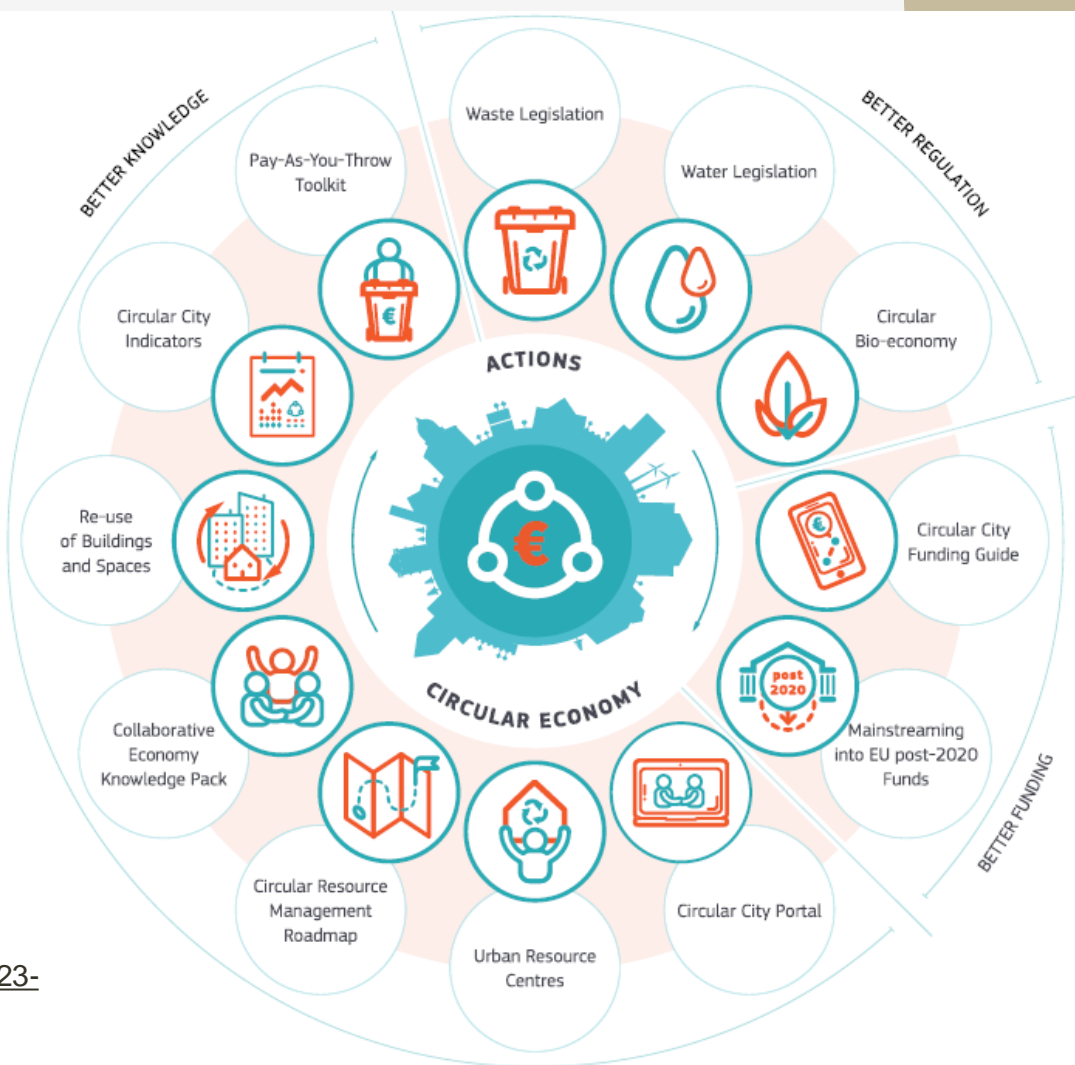 BETTER KNOWLEDGE
BETTER REGULATION
BETTER FUNDING
Waste Legislation
Water Legislation
Circular
Bio-economy
Circular City
Funding Guide
post
2020
Mainstreaming
into EU post-2020
Funds
Circular City Portal
Urban Resource
Centres
Circular Resource
Management
Roadmap
Collaborative
Economy
Knowledge Pack
Re-use
of Buildings
and Spaces
Circular City
Indicators
Pay-As-You-Throw
Toolkit
€
ACTIONS
€
CIRCULAR ECONOMY
€
23-